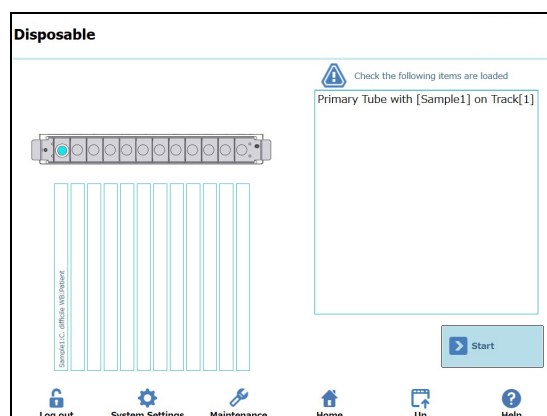 Disposable
Check the following items are loaded
Primary Tube with [Sample1] on Track[1]
Sample1:C. difficile WB:Patient
Start
Log out
System Settings
Maintenance
Home
Up
Help